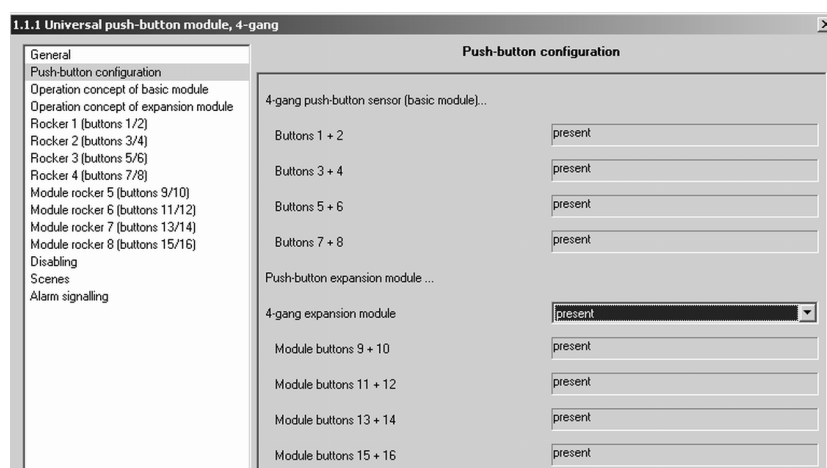 1.1.1 Universal push-button module, 4-gang
General
Push-button configuration
Operation concept of basic module
Operation concept of expansion module
Rocker 1 (buttons 1/2)
Rocker 2 (buttons 3/4)
Rocker 3 (buttons 5/6)
Rocker 4 (buttons 7/8)
Module rocker 5 (buttons 9/10)
Module rocker 6 (buttons 11/12)
Module rocker 7 (buttons 13/14)
Module rocker 8 (buttons 15/16)
Disabling
Scenes
Alarm signalling
Push-button configuration
4-gang push-button sensor (basic module)...
Buttons 1 + 2 present
Buttons 3 + 4 present
Buttons 5 + 6 present
Buttons 7 + 8 present
Push-button expansion module ...
4-gang expansion module present
Module buttons 9 + 10 present
Module buttons 11 + 12 present
Module buttons 13 + 14 present
Module buttons 15 + 16 present